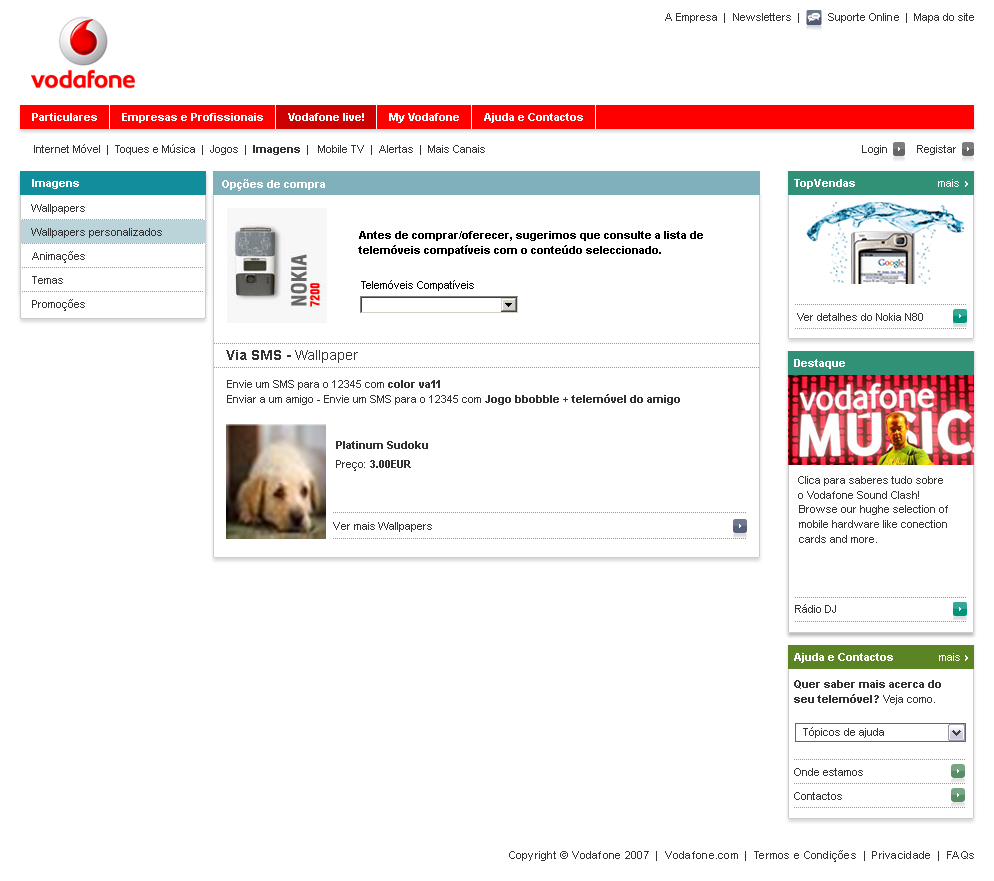 A Empresa | Newsletters | Suporte Online | Mapa do site
vodafone
Particulares Empresas e Profissionais Vodafone live! My Vodafone Ajuda e Contactos
Internet Móvel | Toques e Música | Jogos | Imagens | Mobile TV | Alertas | Mais Canais
Login Registar
Imagens
Wallpapers
Wallpapers personalizados
Animações
Temas
Promoções
Opções de compra
NOKIA
7200
Antes de comprar/oferecer, sugerimos que consulte a lista de
telemóveis compatíveis com o conteúdo seleccionado.
Telemóveis Compatíveis
Via SMS - Wallpaper
Envie um SMS para o 12345 com color va11
Enviar a um amigo - Envie um SMS para o 12345 com Jogo bbobble + telemóvel do amigo
Platinum Sudoku
Preço: 3.00EUR
Ver mais Wallpapers
TopVendas mais ›
Google
Ver detalhes do Nokia N80
Destaque
vodafone
MUSIC
Clica para saberes tudo sobre
o Vodafone Sound Clash!
Browse our hughe selection of
mobile hardware like conection
cards and more.
Rádio DJ
Ajuda e Contactos mais ›
Quer saber mais acerca do
seu telemóvel? Veja como.
Tópicos de ajuda
Onde estamos
Contactos
Copyright © Vodafone 2007 | Vodafone.com | Termos e Condições | Privacidade | FAQs